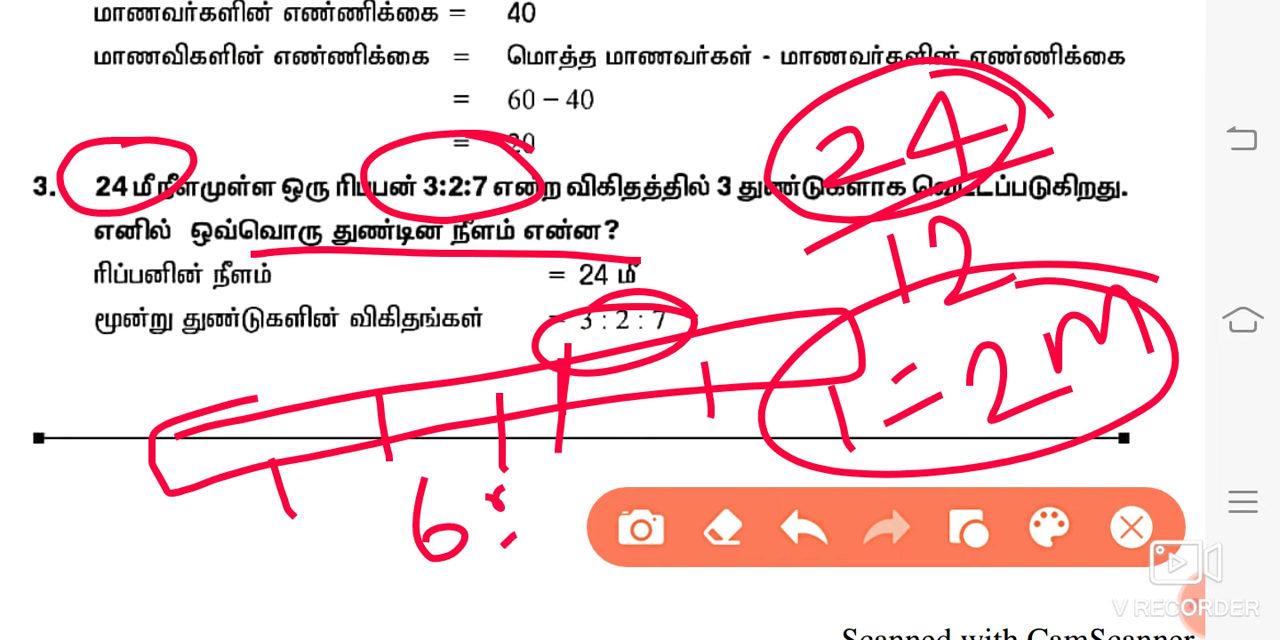 மாணவர்களின் எண்ணிக்கை = 40
மாணவிகளின் எண்ணிக்கை = மொத்த மாணவர்கள் - மாணவர்களின் எண்ணிக்கை
= 60 – 40
= 20
3. 24 மீ நீளமுள்ள ஒரு ரிப்பன் 3:2:7 என்ற விகிதத்தில் 3 துண்டுகளாக வெட்டப்படுகிறது.
எனில் ஒவ்வொரு துண்டின் நீளம் என்ன?
ரிப்பனின் நீளம் = 24 மீ
மூன்று துண்டுகளின் விகிதங்கள் = 3 : 2 : 7
24
12
1 = 2 m
6 :
V RECORDER
Scanned with CamScanner